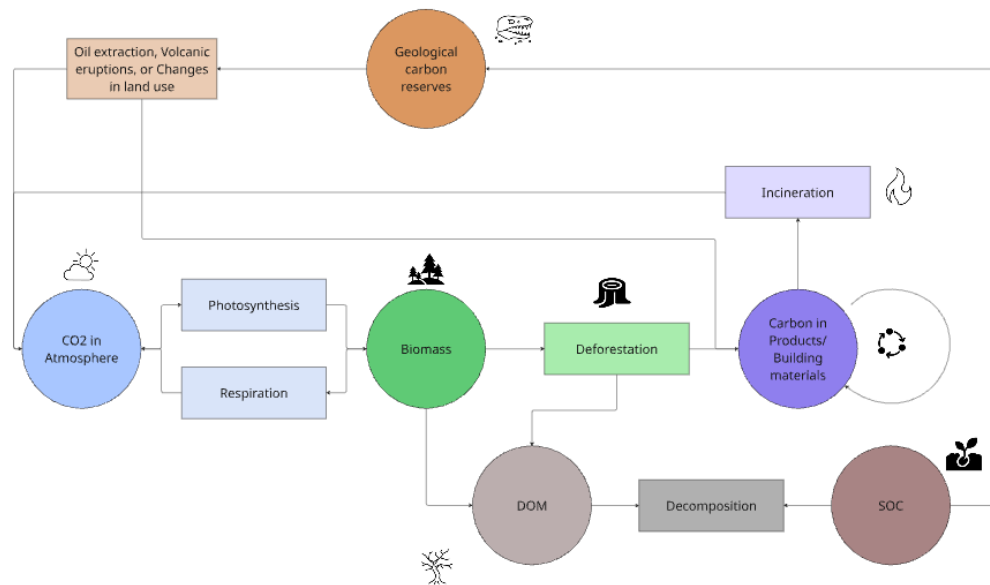 Oil extraction, Volcanic
eruptions, or Changes
in land use
Geological
carbon
reserves
Incineration
CO2 in
Atmosphere
Photosynthesis
Respiration
Biomass
Deforestation
Carbon in
Products/
Building
materials
DOM
Decomposition
SOC